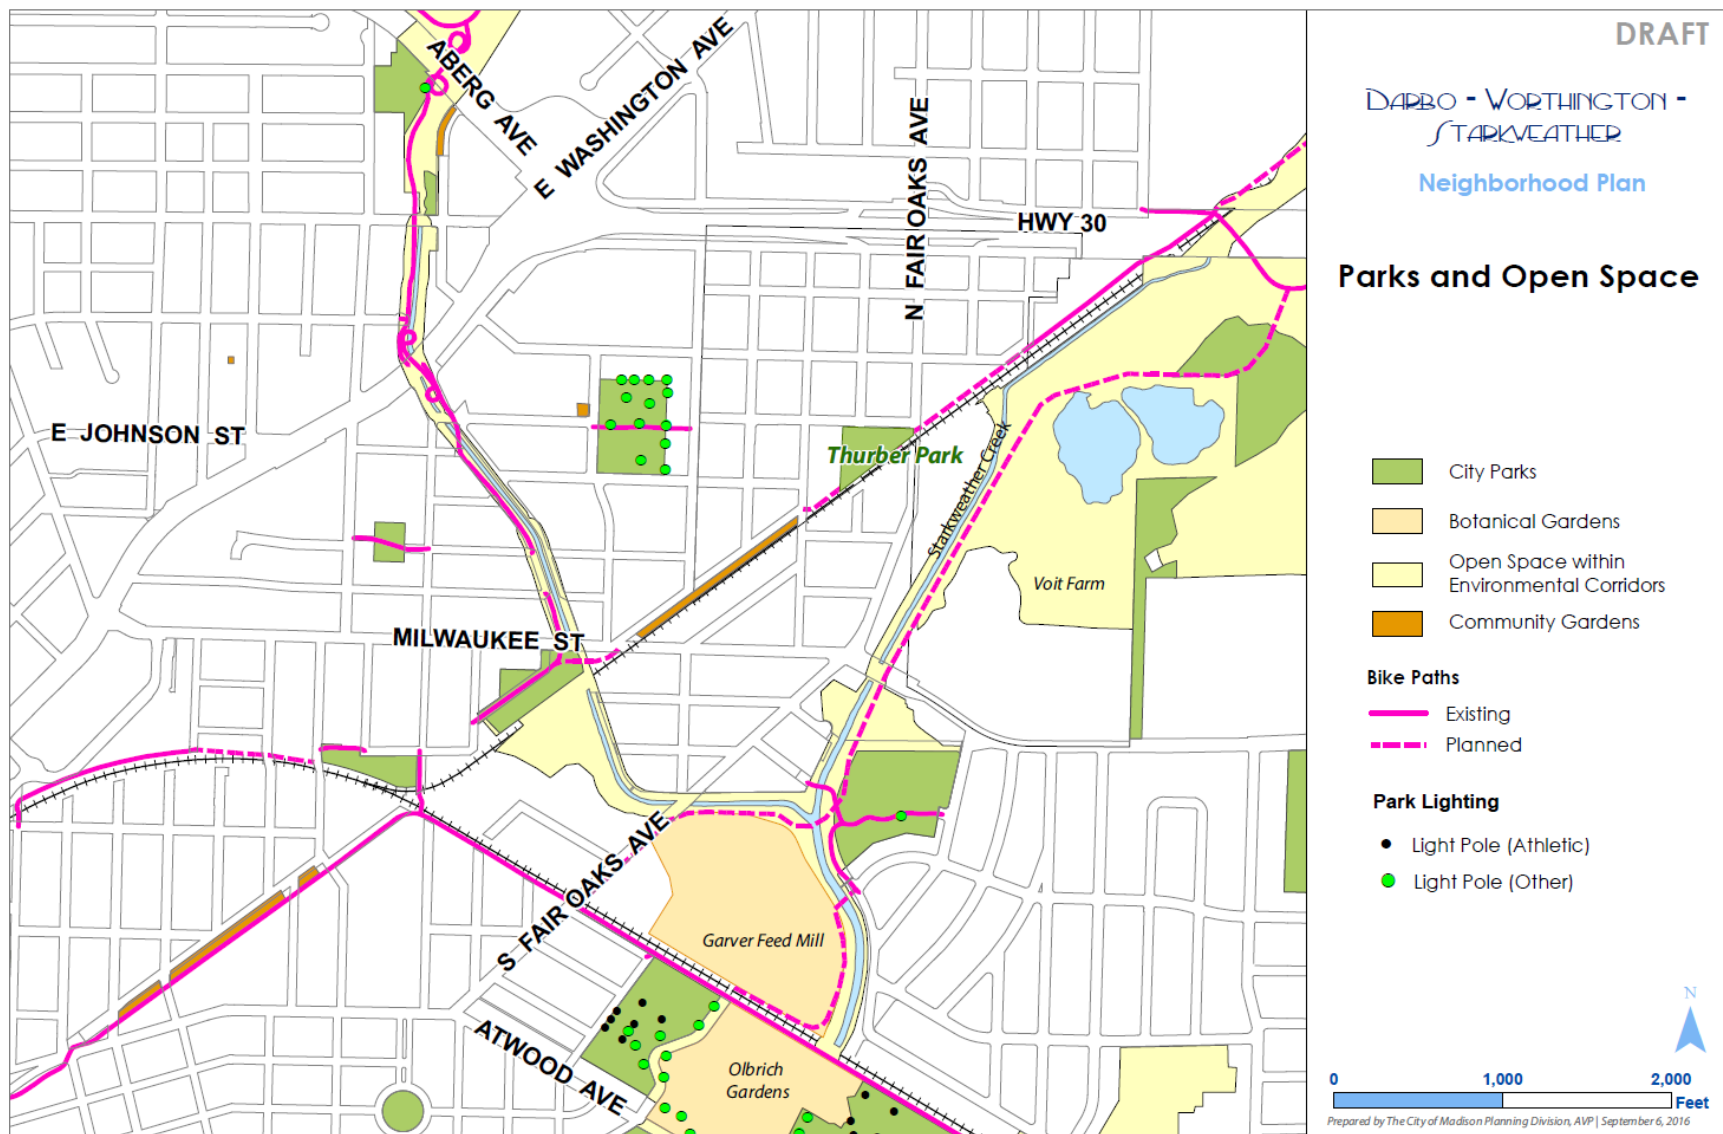 DRAFT
DARBO - WORTHINGTON -
STARKWEATHER
Neighborhood Plan
Parks and Open Space
ABERG AVE
E WASHINGTON AVE
N FAIR OAKS AVE
HWY 30
E JOHNSON ST
Thurber Park
Starkweather Creek
Voit Farm
MILWAUKEE ST
S FAIR OAKS AVE
Garver Feed Mill
ATWOOD AVE
Olbrich
Gardens
City Parks
Botanical Gardens
Open Space within
Environmental Corridors
Community Gardens
Bike Paths
Existing
Planned
Park Lighting
Light Pole (Athletic)
Light Pole (Other)
N
0 1,000 2,000
Feet
Prepared by The City of Madison Planning Division, AVP | September 6, 2016